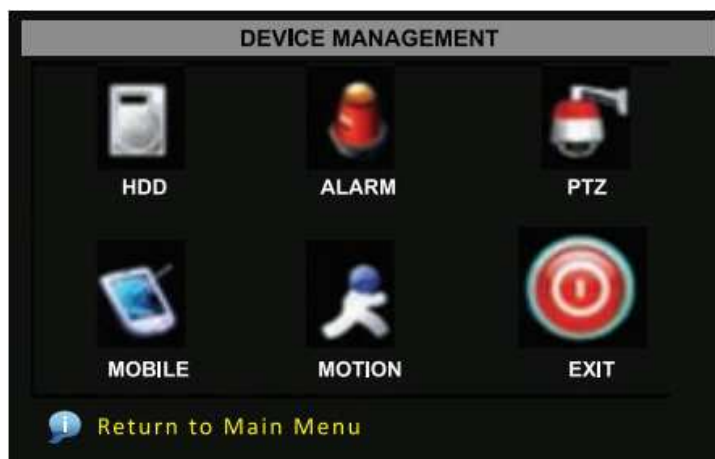 DEVICE MANAGEMENT
HDD ALARM PTZ
MOBILE MOTION EXIT
Return to Main Menu